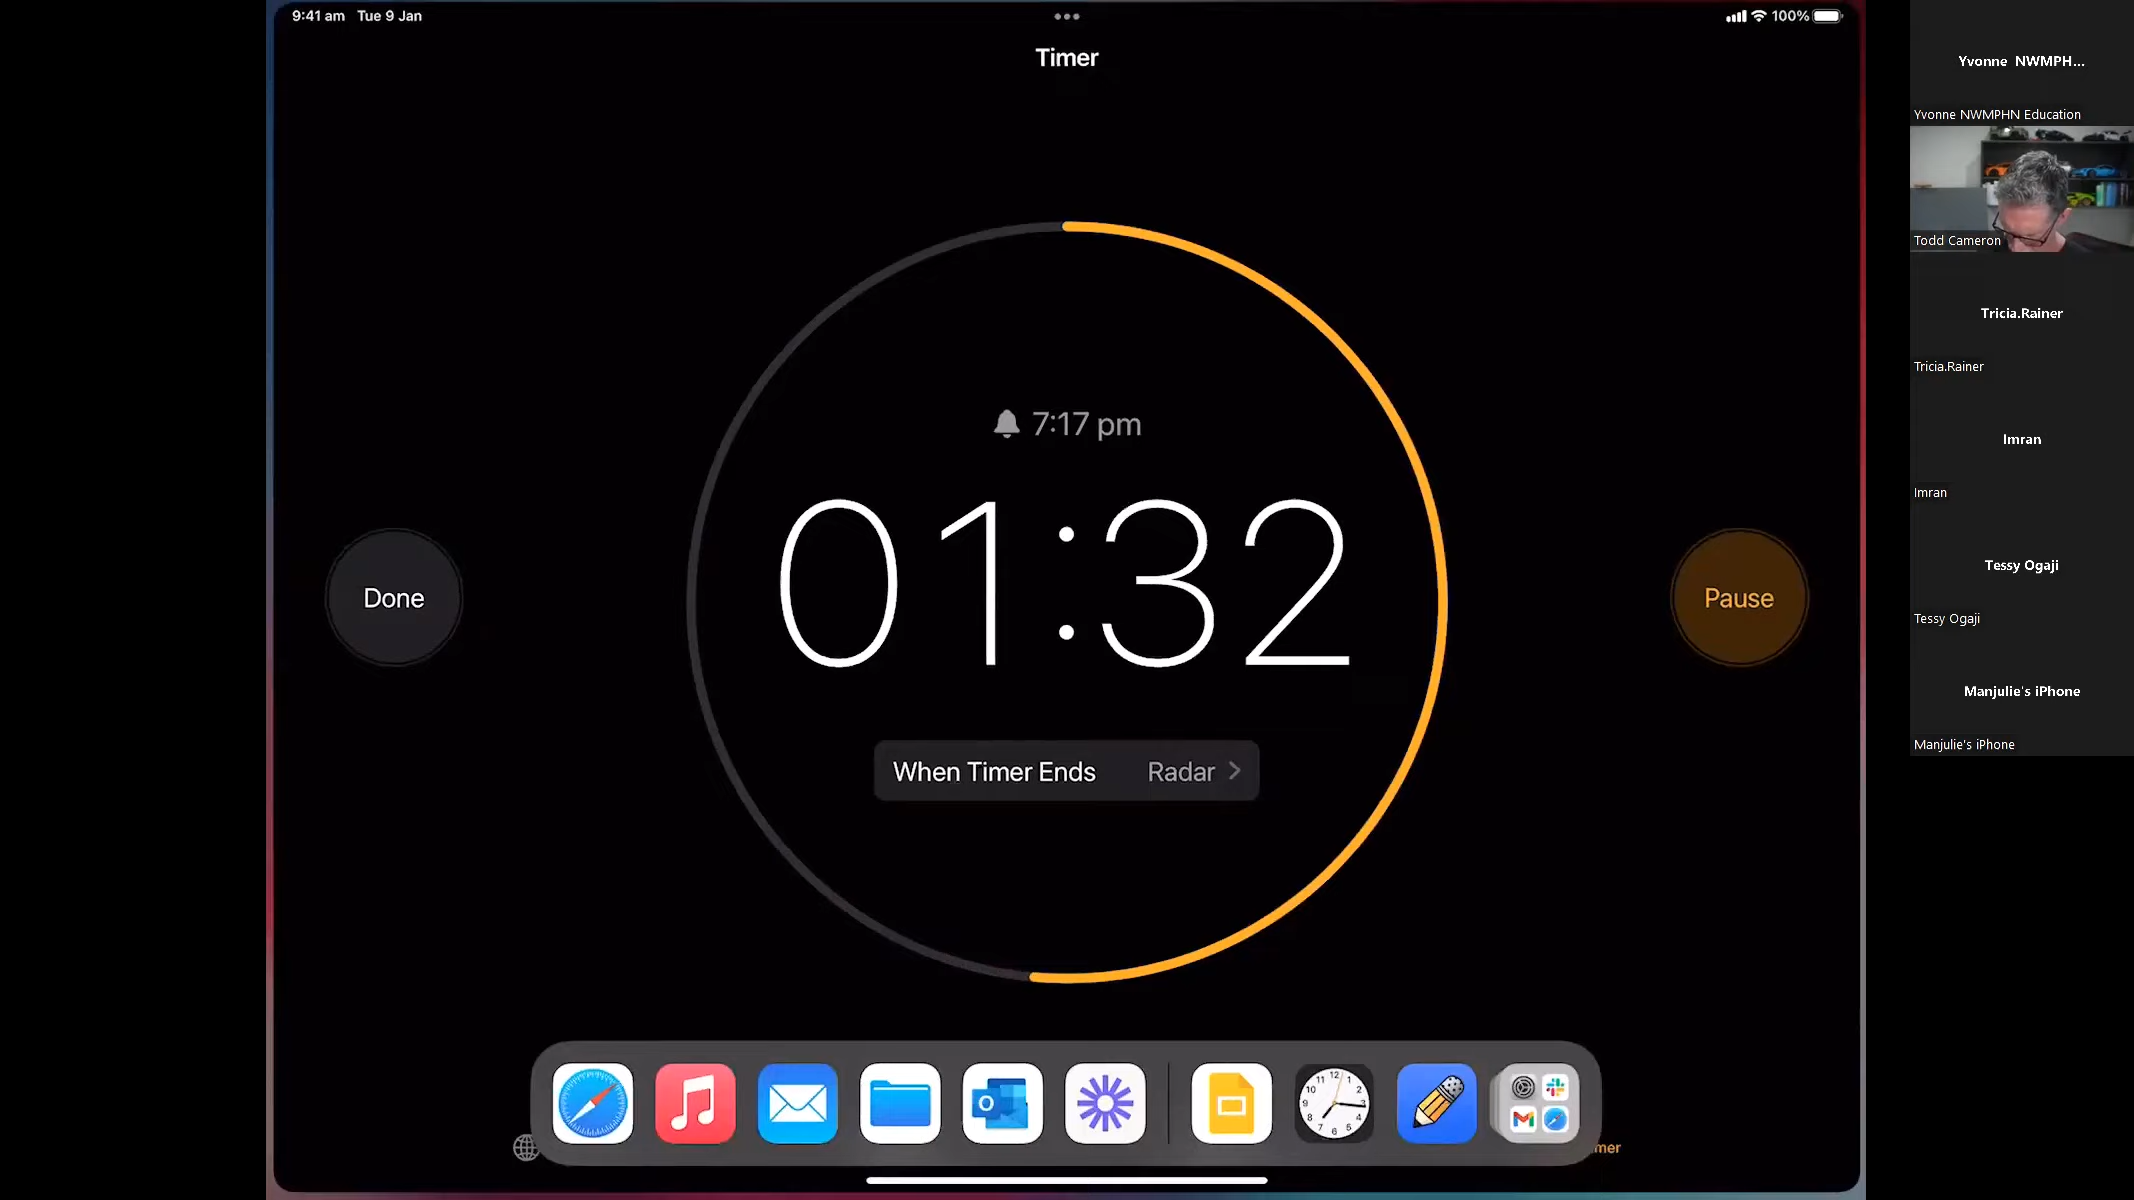 9:41 am Tue 9 Jan
100%
Timer
7:17 pm
01:32
Done
Pause
When Timer Ends Radar
mer
Yvonne NWMPH...
Yvonne NWMPHN Education
Todd Cameron
Tricia.Rainer
Tricia.Rainer
Imran
Imran
Tessy Ogaji
Tessy Ogaji
Manjulie's iPhone
Manjulie's iPhone